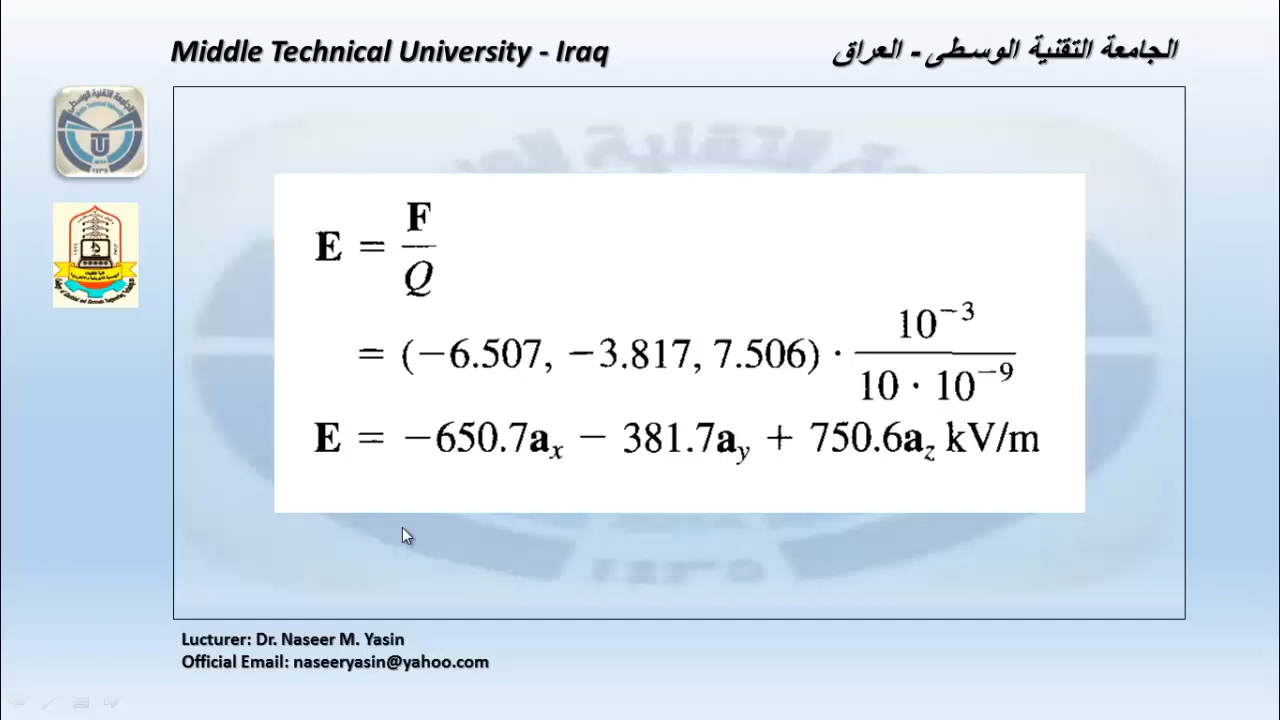 Middle Technical University - Iraq
الجامعة التقنية الوسطى - العراق
E = F / Q
= (−6.507, −3.817, 7.506) · 10⁻³ / 10 · 10⁻⁹
E = −650.7aₓ − 381.7a_y + 750.6a_z kV/m
Lucturer: Dr. Naseer M. Yasin
Official Email: naseeryasin@yahoo.com